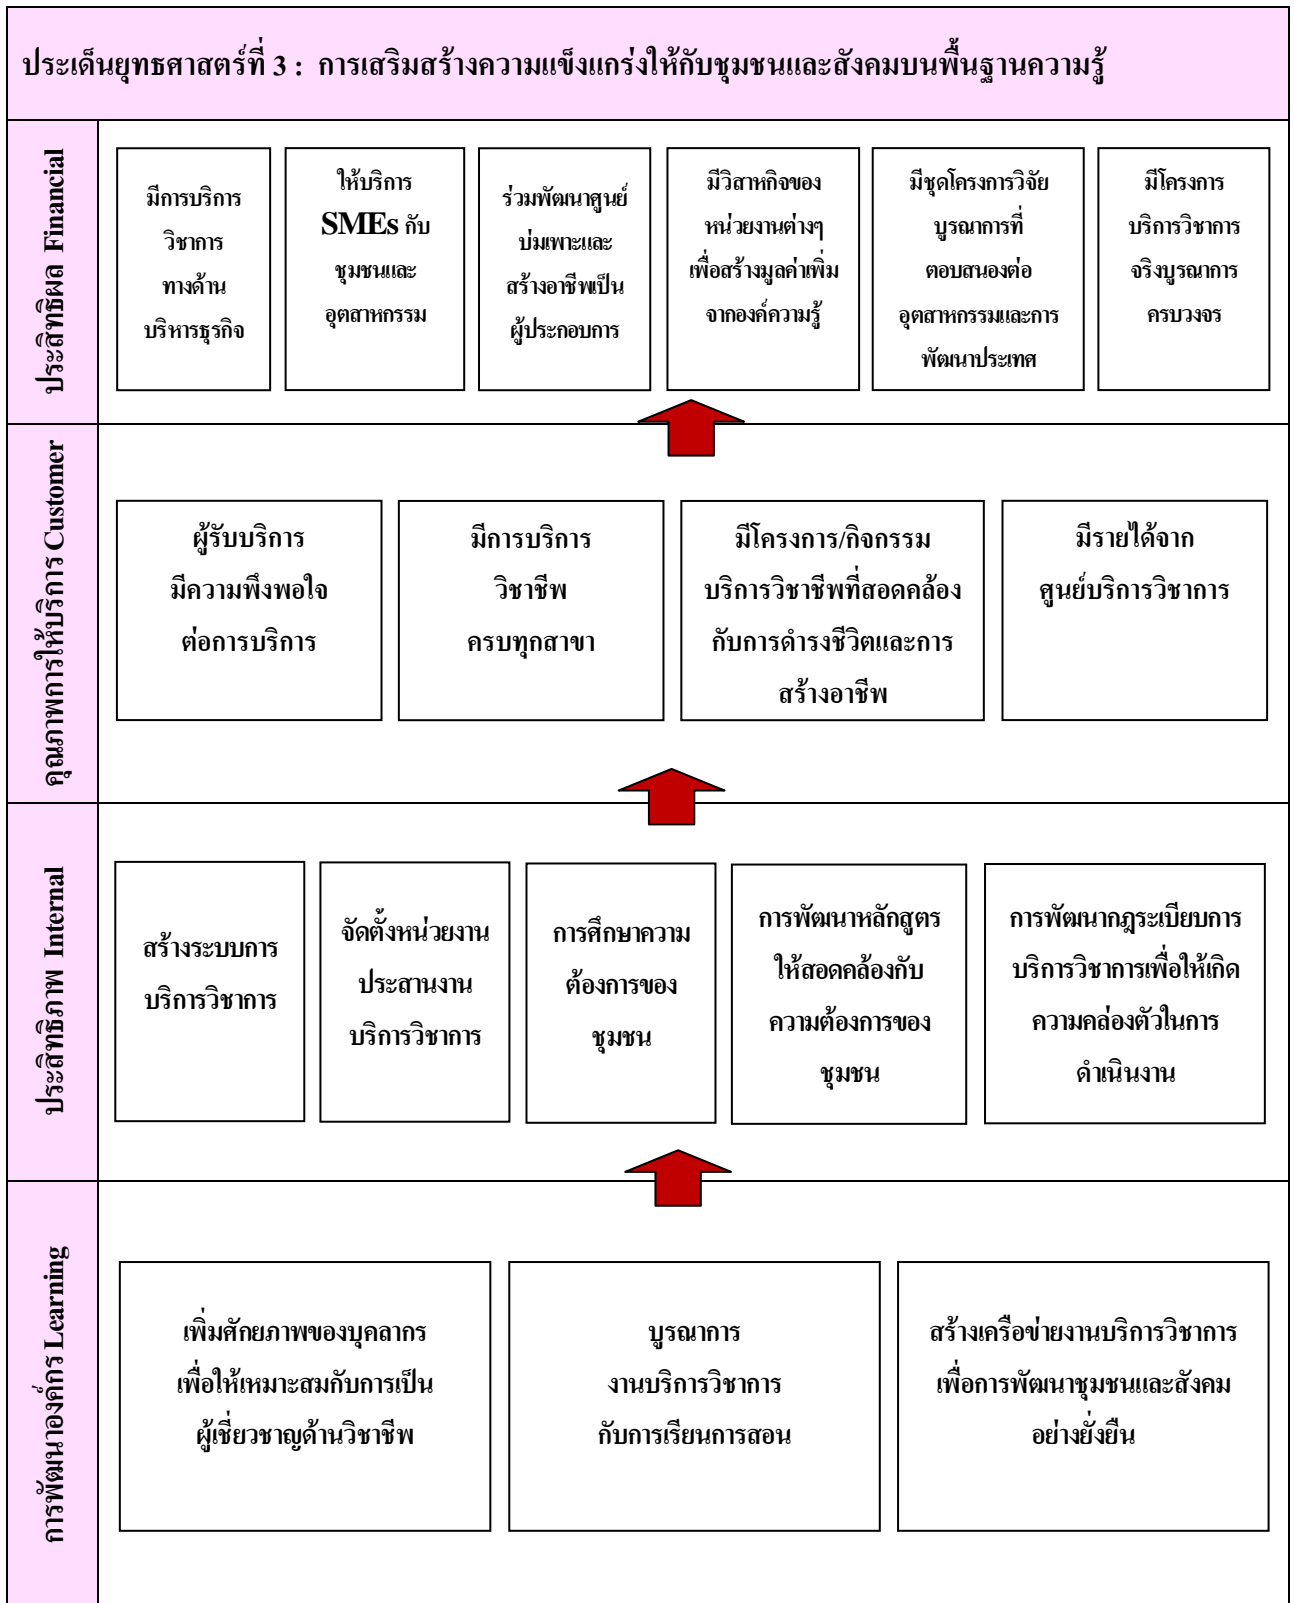 ประเด็นยุทธศาสตร์ที่ 3 : การเสริมสร้างความแข็งแกร่งให้กับชุมชนและสังคมบนพื้นฐานความรู้
ประสิทธิผล Financial
มีการบริการ
วิชาการ
ทางด้าน
บริหารธุรกิจ
ให้บริการ
SMEs กับ
ชุมชนและ
อุตสาหกรรม
ร่วมพัฒนาศูนย์
บ่มเพาะและ
สร้างอาชีพเป็น
ผู้ประกอบการ
มีวิสาหกิจของ
หน่วยงานต่างๆ
เพื่อสร้างมูลค่าเพิ่ม
จากองค์ความรู้
มีชุดโครงการวิจัย
บูรณาการที่
ตอบสนองต่อ
อุตสาหกรรมและการ
พัฒนาประเทศ
มีโครงการ
บริการวิชาการ
จริงบูรณาการ
ครบวงจร
คุณภาพการให้บริการ Customer
ผู้รับบริการ
มีความพึงพอใจ
ต่อการบริการ
มีการบริการ
วิชาชีพ
ครบทุกสาขา
มีโครงการ/กิจกรรม
บริการวิชาชีพที่สอดคล้อง
กับการดำรงชีวิตและการ
สร้างอาชีพ
มีรายได้จาก
ศูนย์บริการวิชาการ
ประสิทธิภาพ Internal
สร้างระบบการ
บริการวิชาการ
จัดตั้งหน่วยงาน
ประสานงาน
บริการวิชาการ
การศึกษาความ
ต้องการของ
ชุมชน
การพัฒนาหลักสูตร
ให้สอดคล้องกับ
ความต้องการของ
ชุมชน
การพัฒนากฎระเบียบการ
บริการวิชาการเพื่อให้เกิด
ความคล่องตัวในการ
ดำเนินงาน
การพัฒนาองค์กร Learning
เพิ่มศักยภาพของบุคลากร
เพื่อให้เหมาะสมกับการเป็น
ผู้เชี่ยวชาญด้านวิชาชีพ
บูรณาการ
งานบริการวิชาการ
กับการเรียนการสอน
สร้างเครือข่ายงานบริการวิชาการ
เพื่อการพัฒนาชุมชนและสังคม
อย่างยั่งยืน